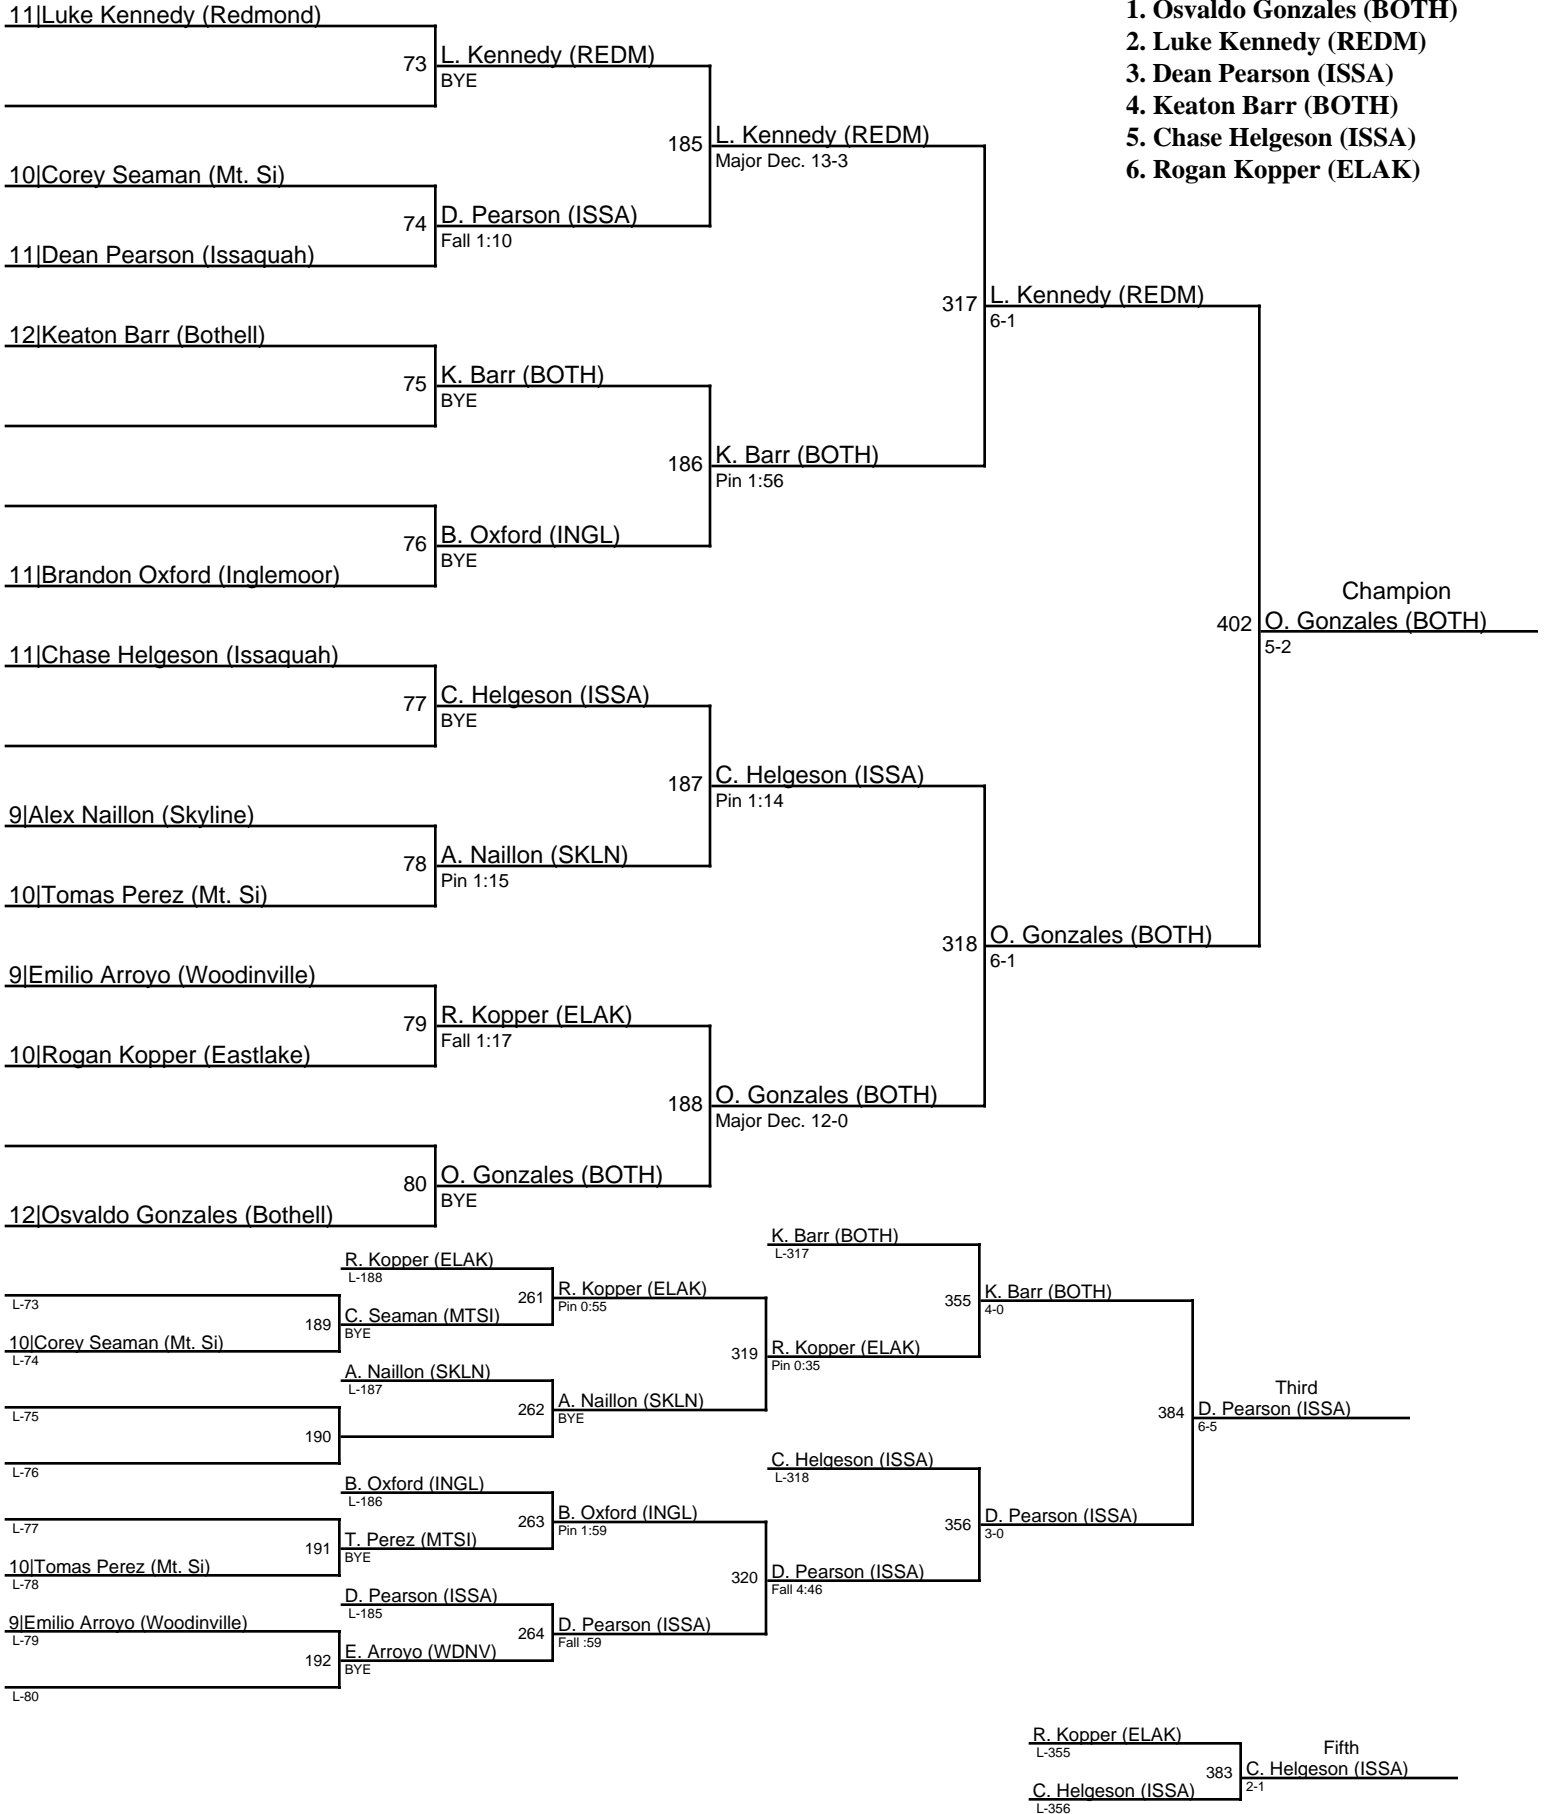 1. Osvaldo Gonzales (BOTH)
2. Luke Kennedy (REDM)
3. Dean Pearson (ISSA)
4. Keaton Barr (BOTH)
5. Chase Helgeson (ISSA)
6. Rogan Kopper (ELAK)
11|Luke Kennedy (Redmond)
73 L. Kennedy (REDM)
BYE
185 L. Kennedy (REDM)
Major Dec. 13-3
10|Corey Seaman (Mt. Si)
74 D. Pearson (ISSA)
Fall 1:10
11|Dean Pearson (Issaquah)
317 L. Kennedy (REDM)
6-1
12|Keaton Barr (Bothell)
75 K. Barr (BOTH)
BYE
186 K. Barr (BOTH)
Pin 1:56
76 B. Oxford (INGL)
BYE
11|Brandon Oxford (Inglemoor)
Champion
402 O. Gonzales (BOTH)
5-2
11|Chase Helgeson (Issaquah)
77 C. Helgeson (ISSA)
BYE
187 C. Helgeson (ISSA)
Pin 1:14
9|Alex Naillon (Skyline)
78 A. Naillon (SKLN)
Pin 1:15
10|Tomas Perez (Mt. Si)
318 O. Gonzales (BOTH)
6-1
9|Emilio Arroyo (Woodinville)
79 R. Kopper (ELAK)
Fall 1:17
10|Rogan Kopper (Eastlake)
188 O. Gonzales (BOTH)
Major Dec. 12-0
80 O. Gonzales (BOTH)
BYE
12|Osvaldo Gonzales (Bothell)
K. Barr (BOTH)
L-317
R. Kopper (ELAK)
L-188
261 R. Kopper (ELAK)
Pin 0:55
355 K. Barr (BOTH)
4-0
L-73
189 C. Seaman (MTSI)
BYE
10|Corey Seaman (Mt. Si)
L-74
319 R. Kopper (ELAK)
Pin 0:35
A. Naillon (SKLN)
L-187
262 A. Naillon (SKLN)
BYE
L-75
190
L-76
Third
384 D. Pearson (ISSA)
6-5
C. Helgeson (ISSA)
L-318
B. Oxford (INGL)
L-186
263 B. Oxford (INGL)
Pin 1:59
356 D. Pearson (ISSA)
3-0
L-77
191 T. Perez (MTSI)
BYE
10|Tomas Perez (Mt. Si)
L-78
320 D. Pearson (ISSA)
Fall 4:46
D. Pearson (ISSA)
L-185
264 D. Pearson (ISSA)
Fall :59
9|Emilio Arroyo (Woodinville)
L-79
192 E. Arroyo (WDNV)
BYE
L-80
R. Kopper (ELAK)
L-355
Fifth
383 C. Helgeson (ISSA)
2-1
C. Helgeson (ISSA)
L-356